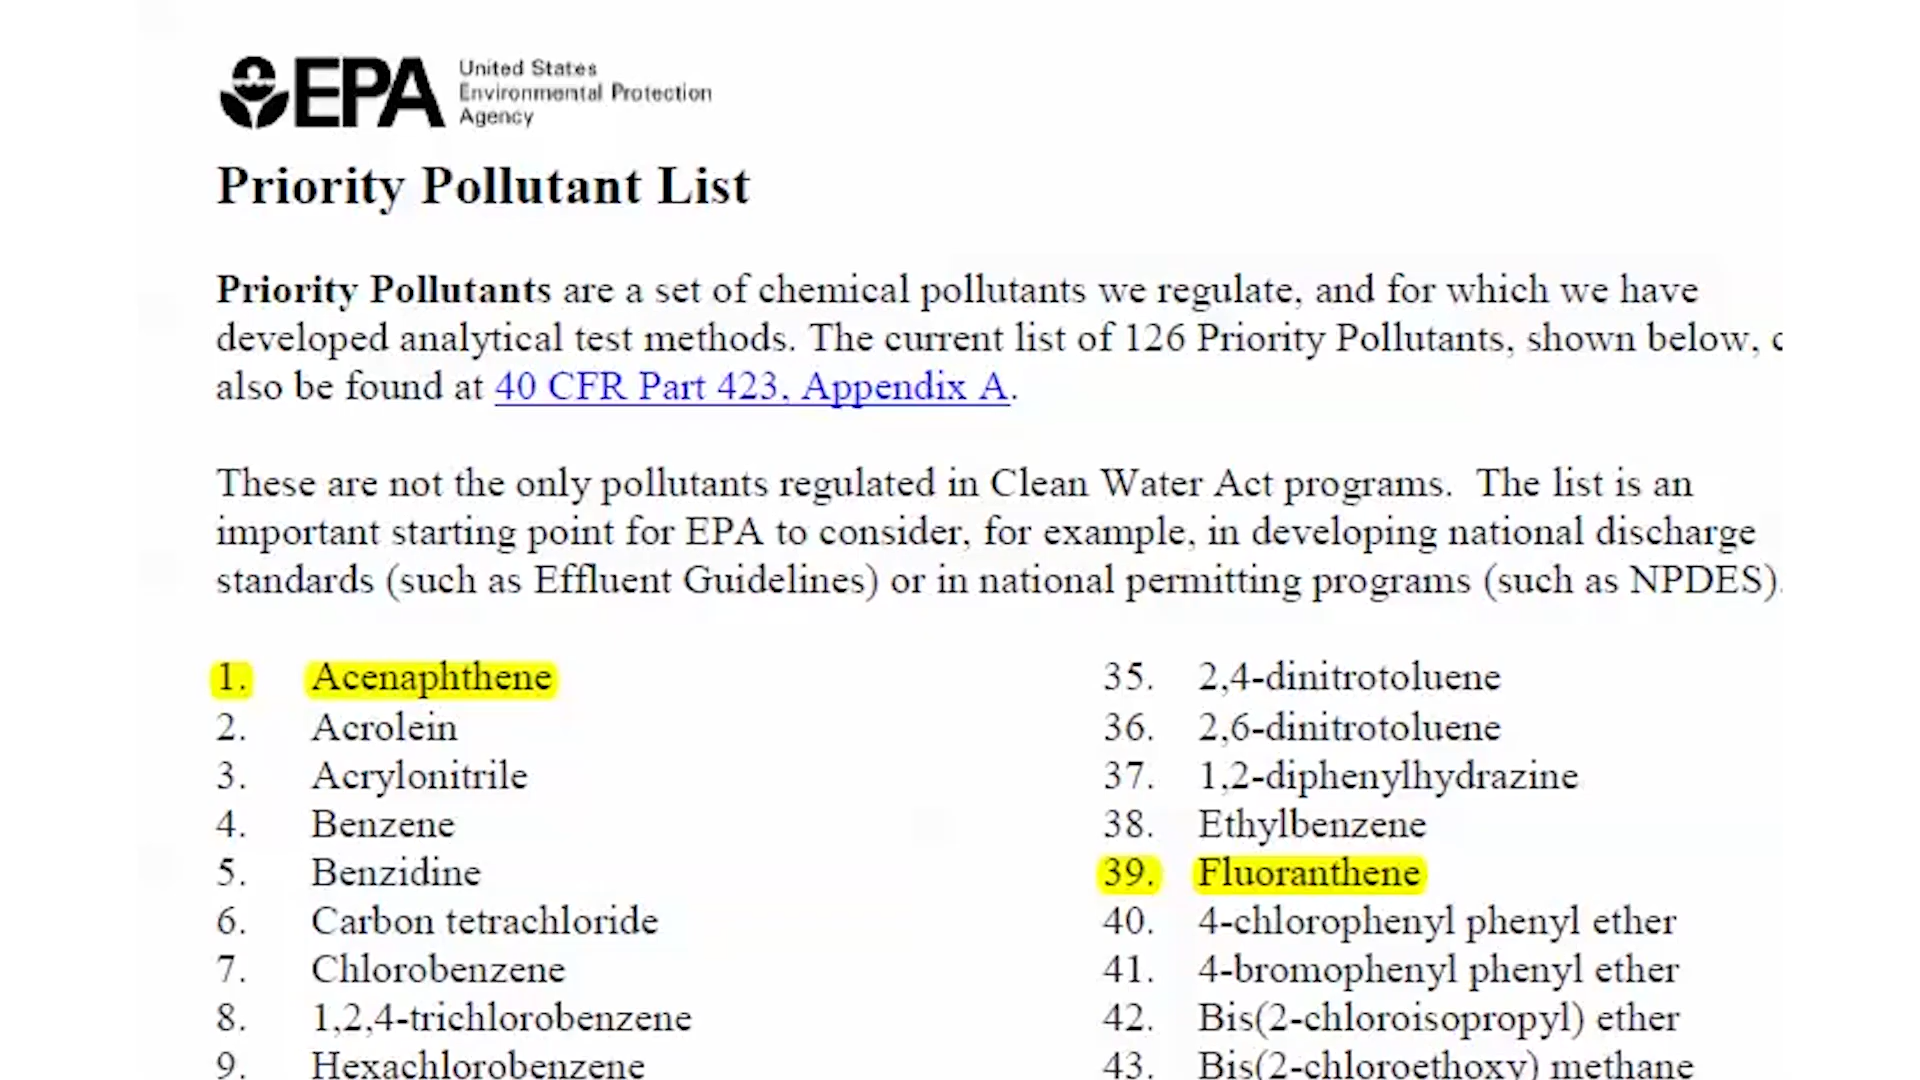 EPA
United States
Environmental Protection
Agency
Priority Pollutant List
Priority Pollutants are a set of chemical pollutants we regulate, and for which we have
developed analytical test methods. The current list of 126 Priority Pollutants, shown below, c
also be found at 40 CFR Part 423, Appendix A.
These are not the only pollutants regulated in Clean Water Act programs. The list is an
important starting point for EPA to consider, for example, in developing national discharge
standards (such as Effluent Guidelines) or in national permitting programs (such as NPDES).
1. Acenaphthene
2. Acrolein
3. Acrylonitrile
4. Benzene
5. Benzidine
6. Carbon tetrachloride
7. Chlorobenzene
8. 1,2,4-trichlorobenzene
9. Hexachlorobenzene
35. 2,4-dinitrotoluene
36. 2,6-dinitrotoluene
37. 1,2-diphenylhydrazine
38. Ethylbenzene
39. Fluoranthene
40. 4-chlorophenyl phenyl ether
41. 4-bromophenyl phenyl ether
42. Bis(2-chloroisopropyl) ether
43. Bis(2-chloroethoxy) methane